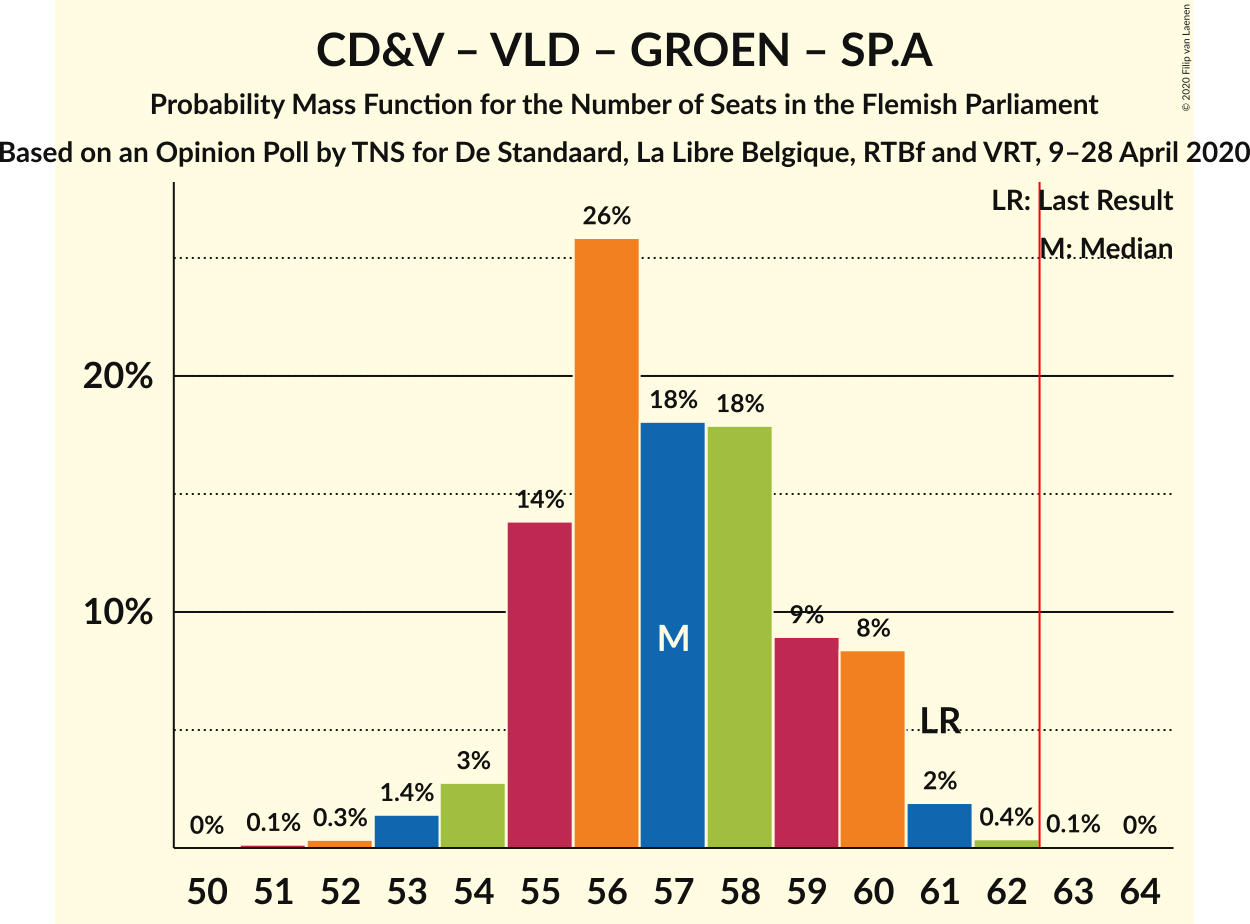 CD&V – VLD – GROEN – SP.A
Probability Mass Function for the Number of Seats in the Flemish Parliament
Based on an Opinion Poll by TNS for De Standaard, La Libre Belgique, RTBf and VRT, 9–28 April 2020
© 2020 Filip van Laenen
LR: Last Result
M: Median
26%
20%
18%
18%
14%
10%
9%
8%
M
LR
3%
2%
1.4%
0%
0.1%
0.3%
0.4%
0.1%
0%
50 51 52 53 54 55 56 57 58 59 60 61 62 63 64